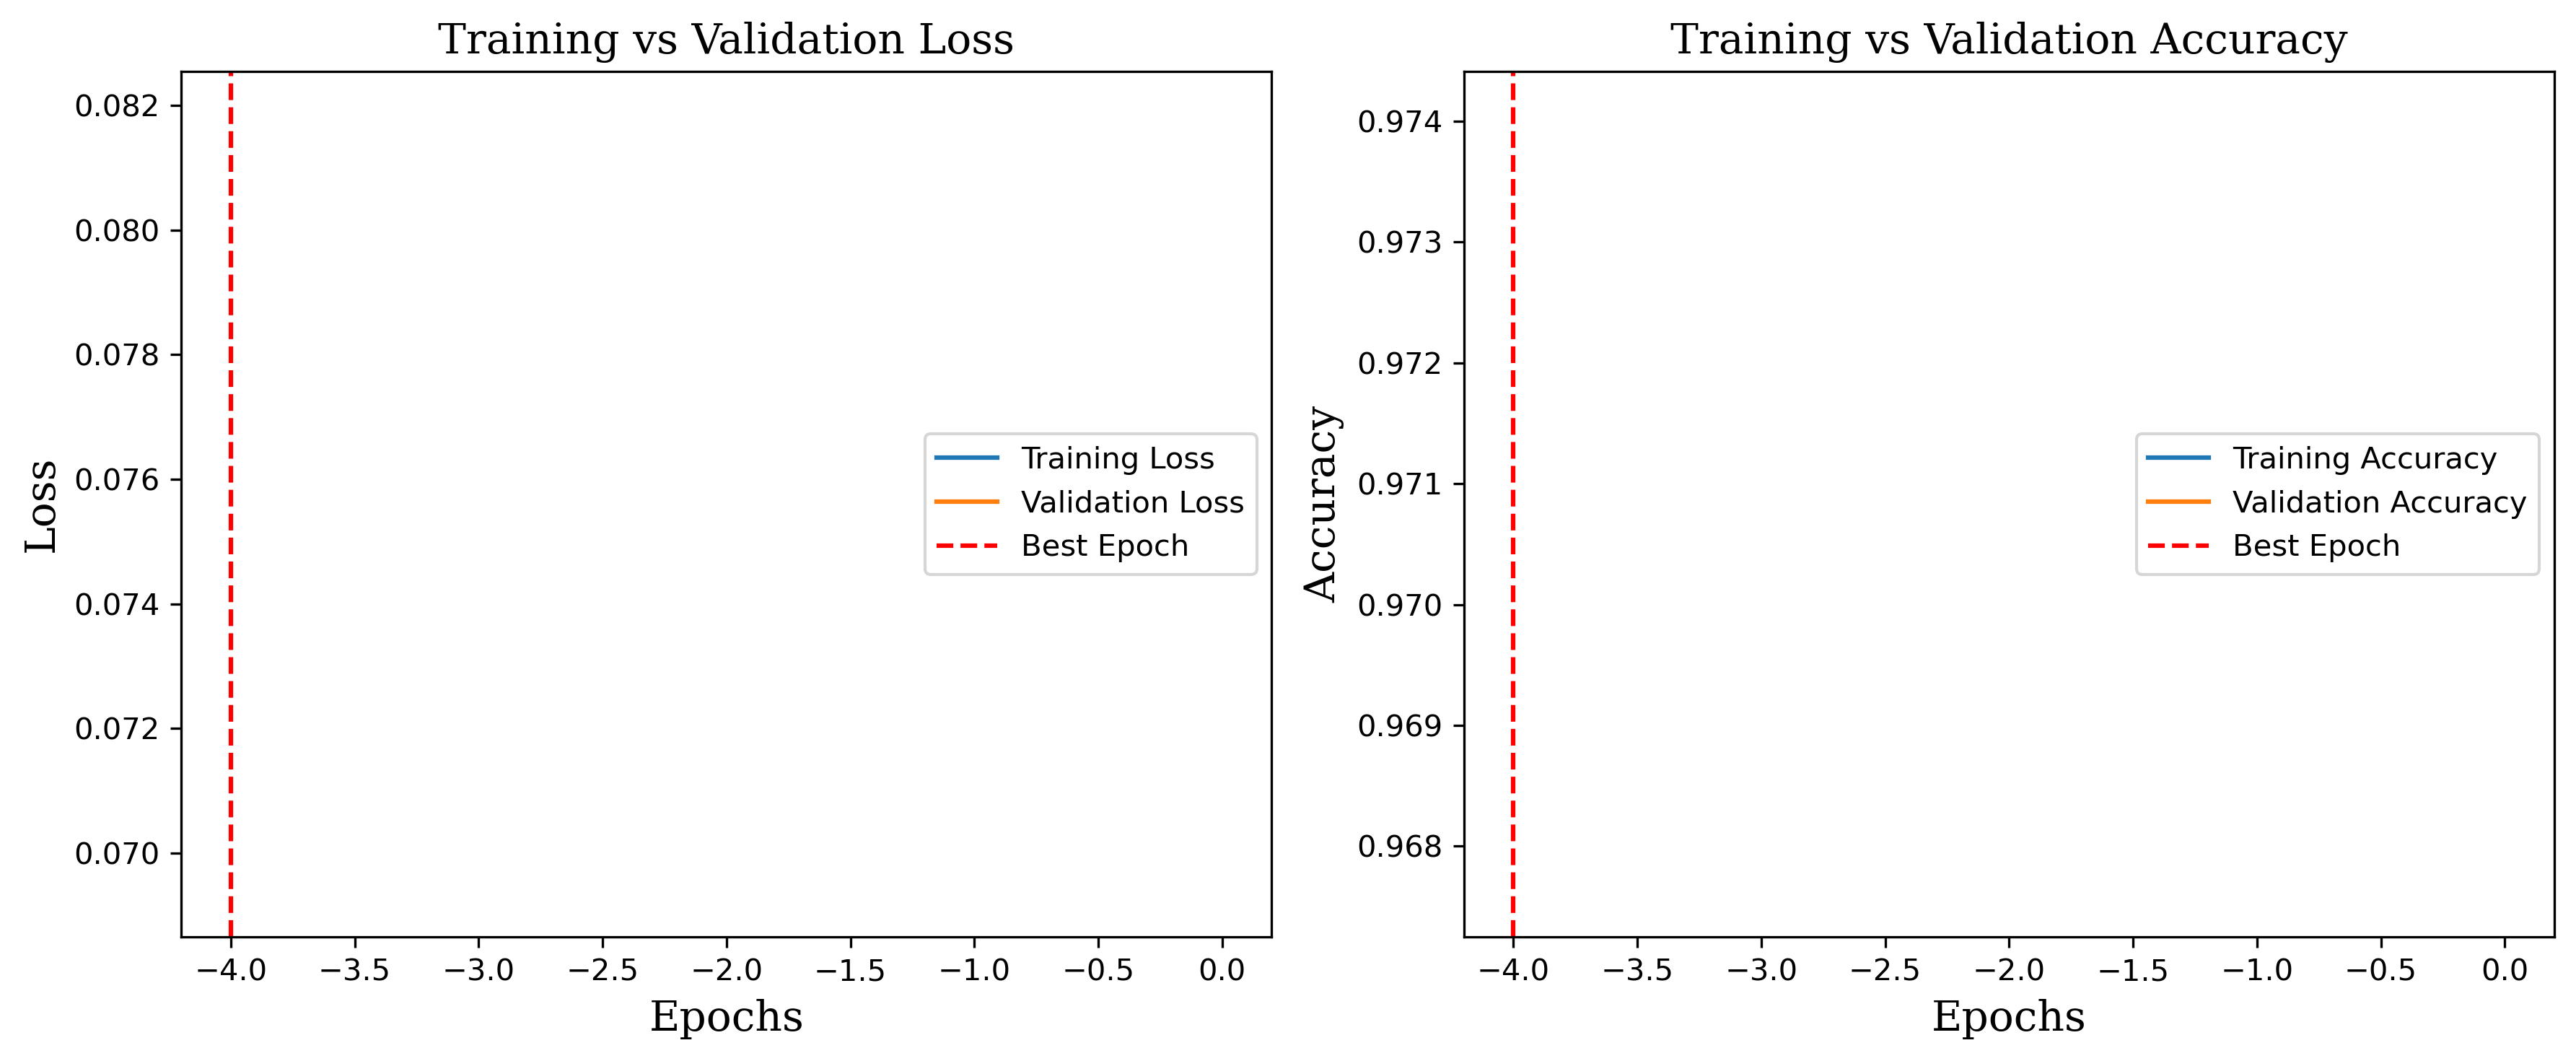 Training vs Validation Loss
0.082
0.080
0.078
0.076
0.074
0.072
0.070
Loss
Training Loss
Validation Loss
Best Epoch
−4.0 −3.5 −3.0 −2.5 −2.0 −1.5 −1.0 −0.5 0.0
Epochs
Training vs Validation Accuracy
0.974
0.973
0.972
0.971
0.970
0.969
0.968
Accuracy
Training Accuracy
Validation Accuracy
Best Epoch
−4.0 −3.5 −3.0 −2.5 −2.0 −1.5 −1.0 −0.5 0.0
Epochs